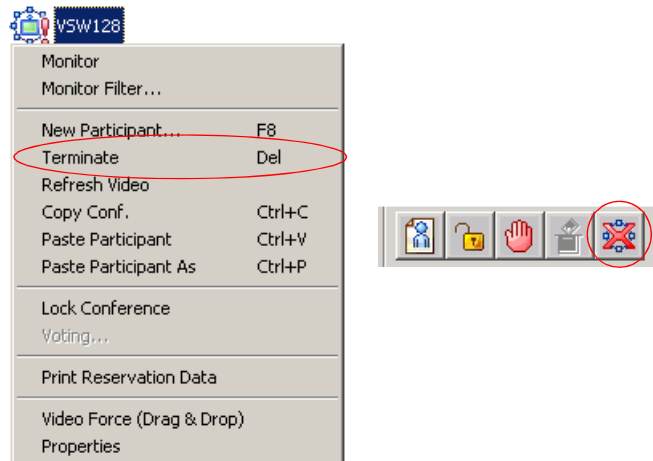 VSW128
Monitor
Monitor Filter...
New Participant... F8
Terminate Del
Refresh Video
Copy Conf. Ctrl+C
Paste Participant Ctrl+V
Paste Participant As Ctrl+P
Lock Conference
Voting...
Print Reservation Data
Video Force (Drag & Drop)
Properties